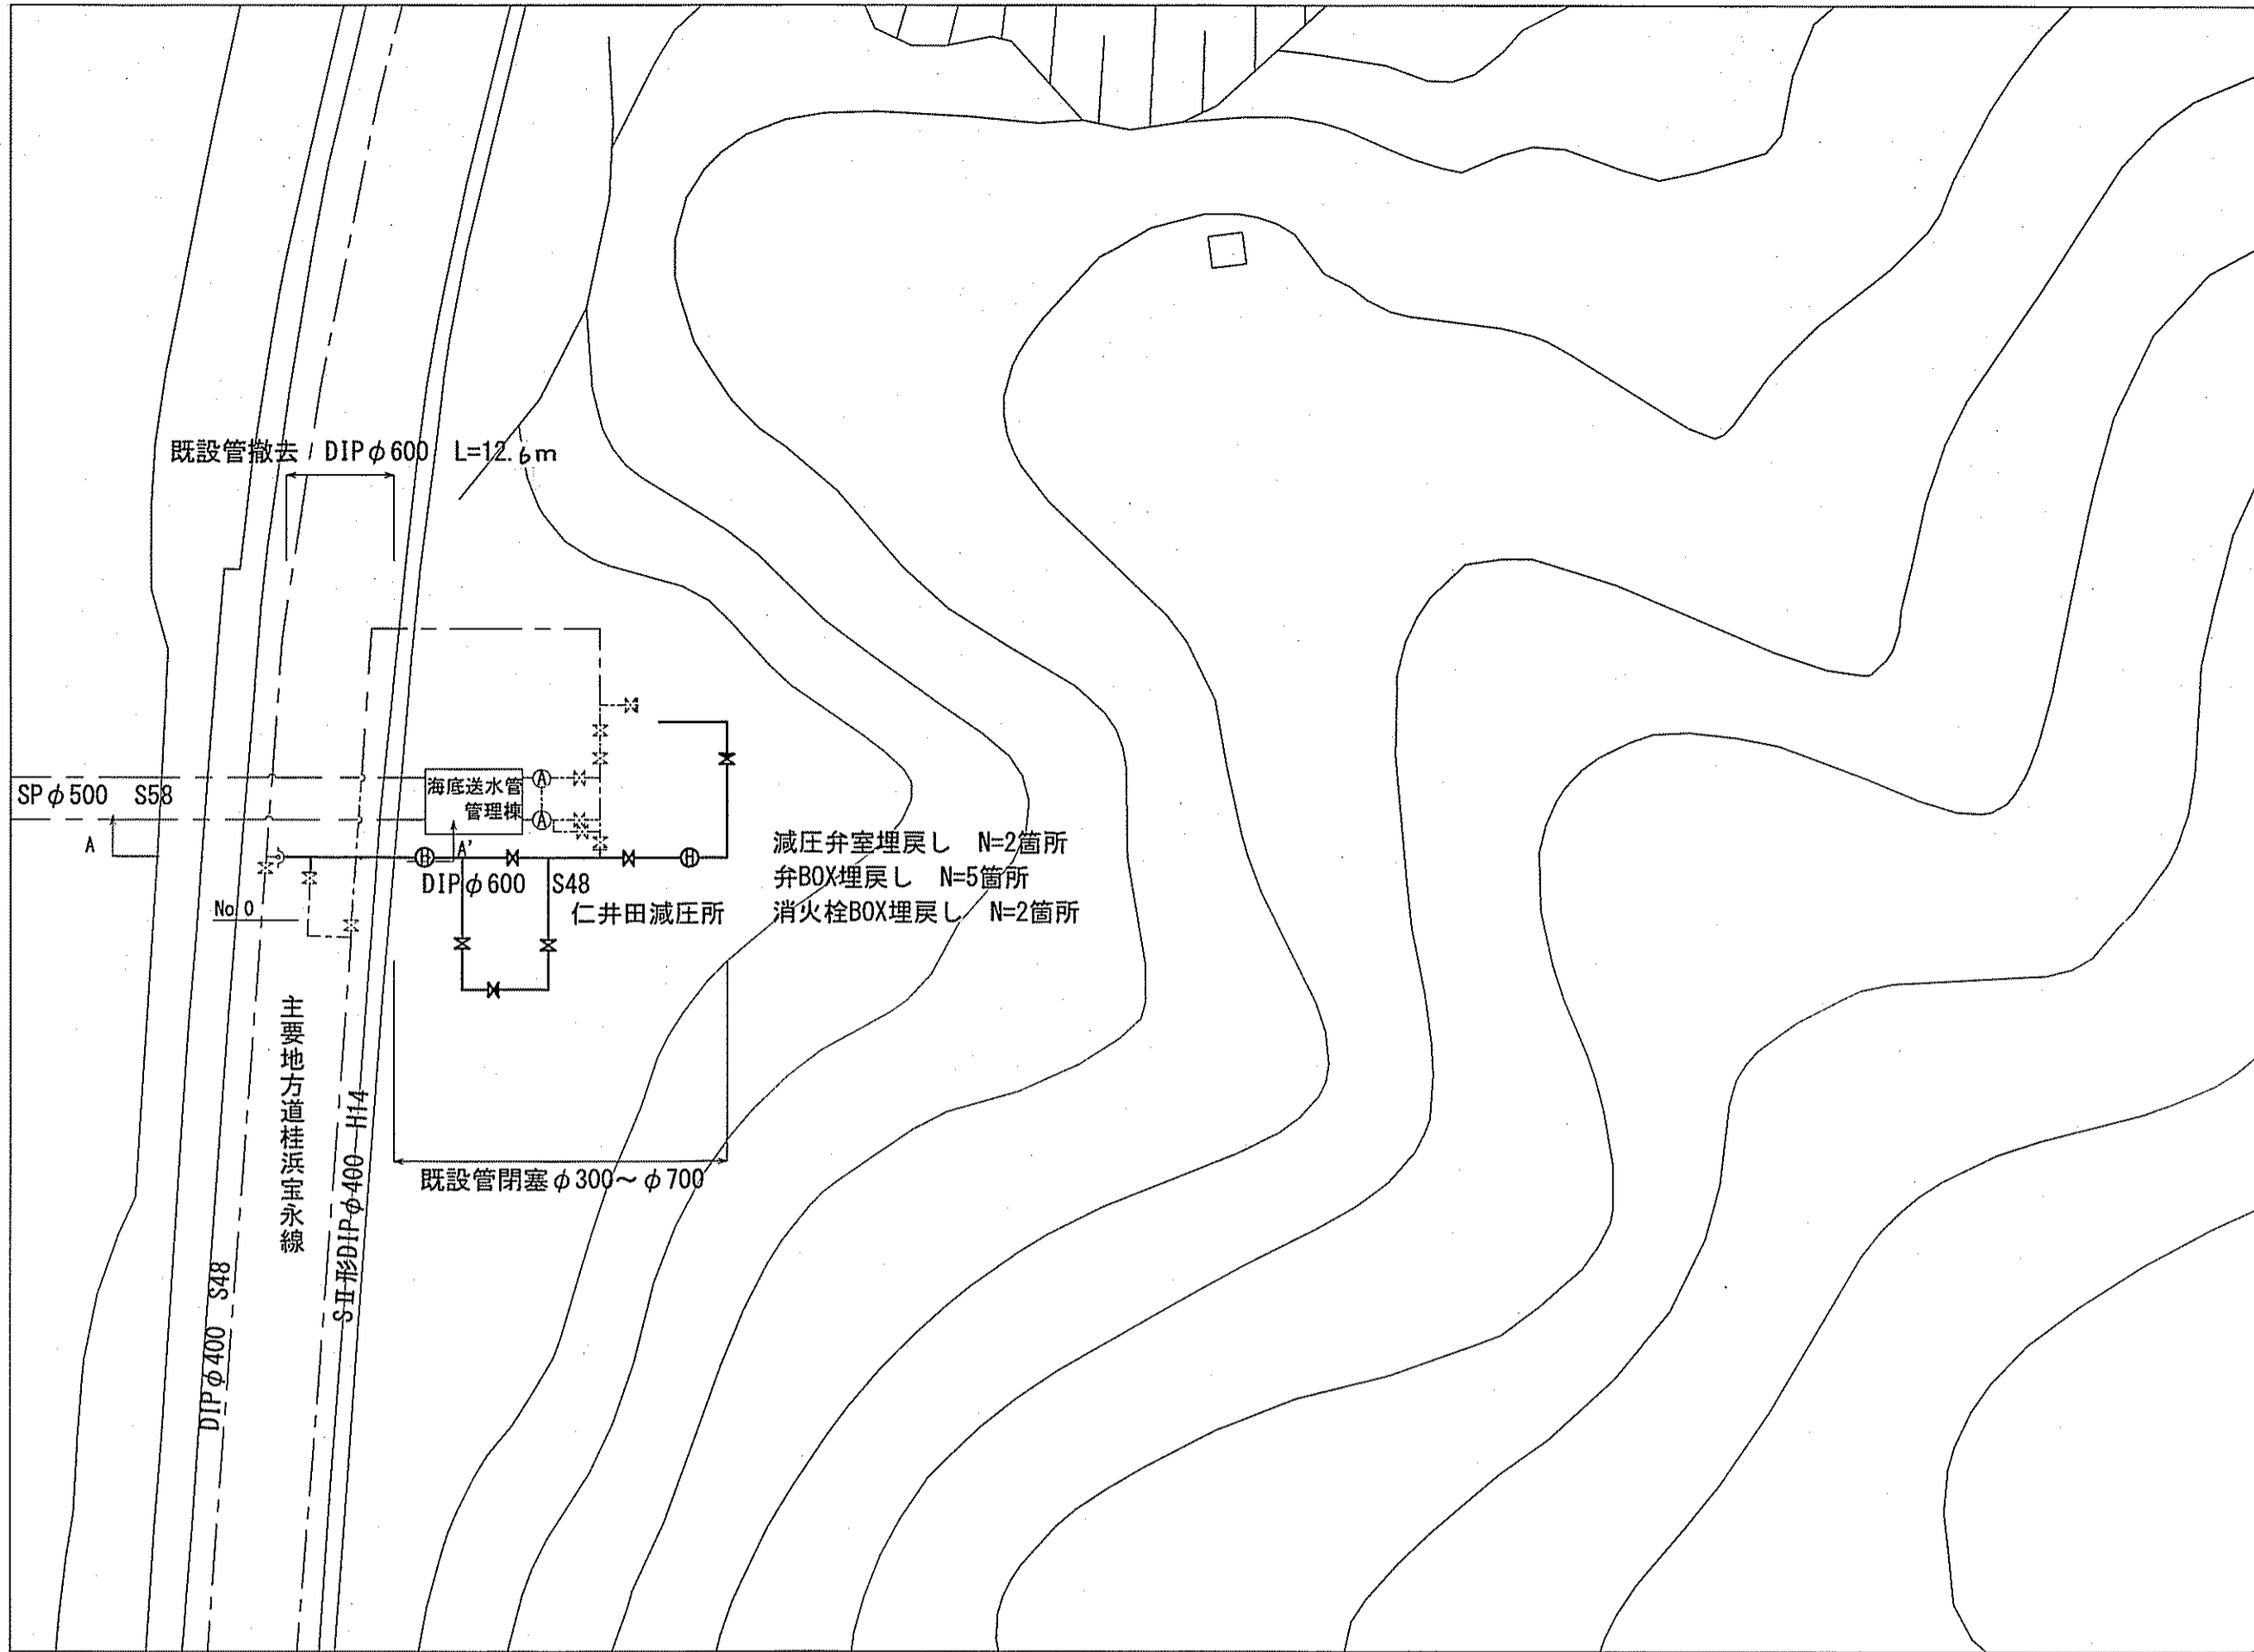 既設管撤去 DIPφ600 L=12.6m
SPφ500 S58
海底送水管
管理棟
A
A
A
A'
H
H
DIPφ600 S48
仁井田減圧所
減圧弁室埋戻し N=2箇所
弁BOX埋戻し N=5箇所
消火栓BOX埋戻し N=2箇所
No.0
主要地方道桂浜宝永線
SⅡ形DIPφ400 H14
既設管閉塞φ300～φ700
DIPφ400 S48